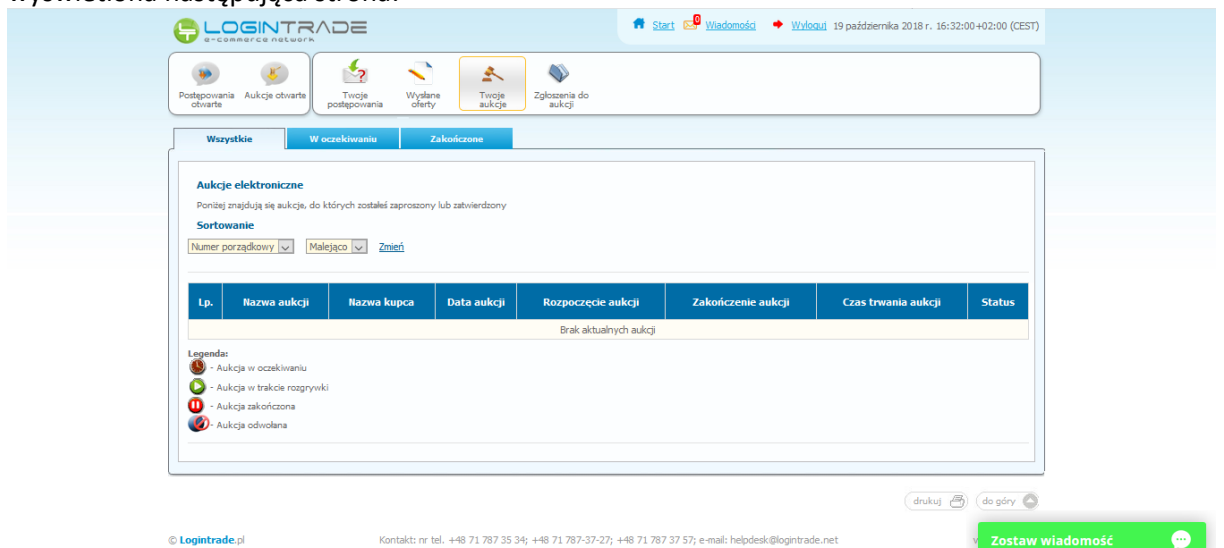 wyświetlona następująca strona:
LOGINTRADE
e-commerce network
Start 0 Wiadomości Wyloguj 19 października 2018 r. 16:32:00+02:00 (CEST)
Postępowania otwarte Aukcje otwarte Twoje postępowania Wysłane oferty Twoje aukcje Zgłoszenia do aukcji
Wszystkie W oczekiwaniu Zakończone
Aukcje elektroniczne
Poniżej znajdują się aukcje, do których zostałeś zaproszony lub zatwierdzony
Sortowanie
Numer porządkowy Malejąco Zmień
Lp. Nazwa aukcji Nazwa kupca Data aukcji Rozpoczęcie aukcji Zakończenie aukcji Czas trwania aukcji Status
Brak aktualnych aukcji
Legenda:
- Aukcja w oczekiwaniu
- Aukcja w trakcie rozgrywki
- Aukcja zakończona
- Aukcja odwołana
drukuj do góry
© Logintrade.pl Kontakt: nr tel. +48 71 787 35 34; +48 71 787-37-27; +48 71 787 37 57; e-mail: helpdesk@logintrade.net
Zostaw wiadomość